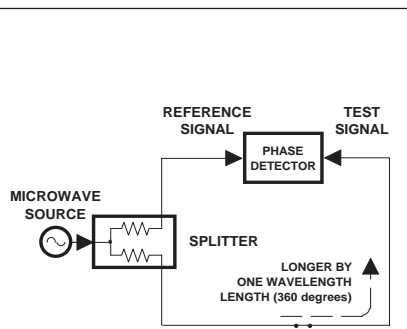 REFERENCE
SIGNAL
TEST
SIGNAL
PHASE
DETECTOR
MICROWAVE
SOURCE
SPLITTER
LONGER BY
ONE WAVELENGTH
LENGTH (360 degrees)